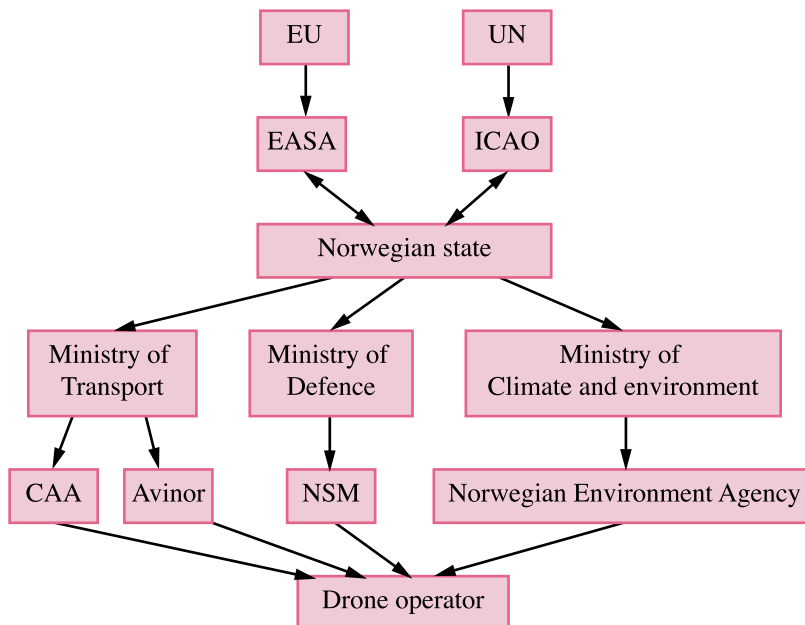 EU
UN
EASA
ICAO
Norwegian state
Ministry of
Transport
Ministry of
Defence
Ministry of
Climate and environment
CAA
Avinor
NSM
Norwegian Environment Agency
Drone operator